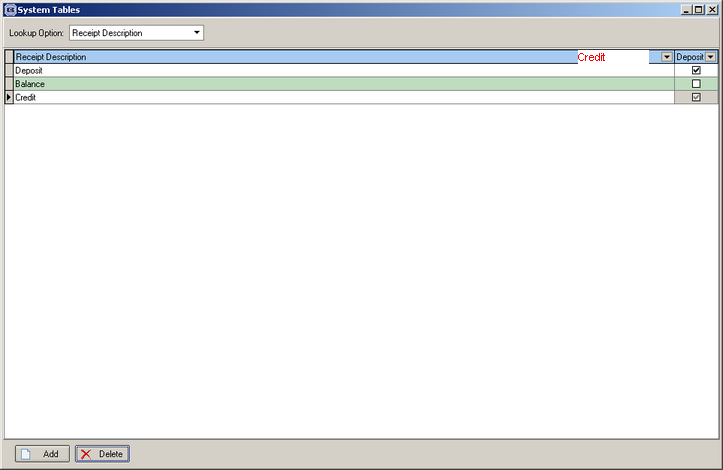 System Tables
Lookup Option: Receipt Description
Receipt Description Credit Deposit
Deposit
Balance
Credit
Add Delete